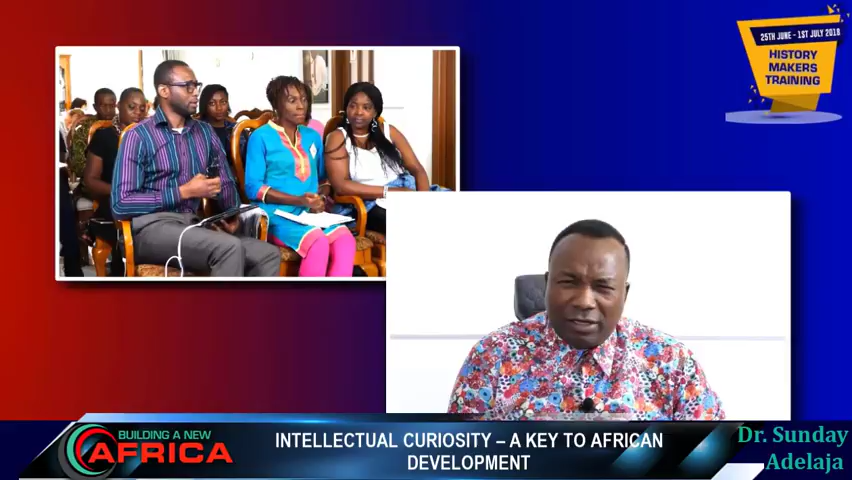 25TH JUNE - 1ST JULY 2018
HISTORY
MAKERS
TRAINING
BUILDING A NEW
AFRICA
INTELLECTUAL CURIOSITY – A KEY TO AFRICAN
DEVELOPMENT
Dr. Sunday
Adelaja